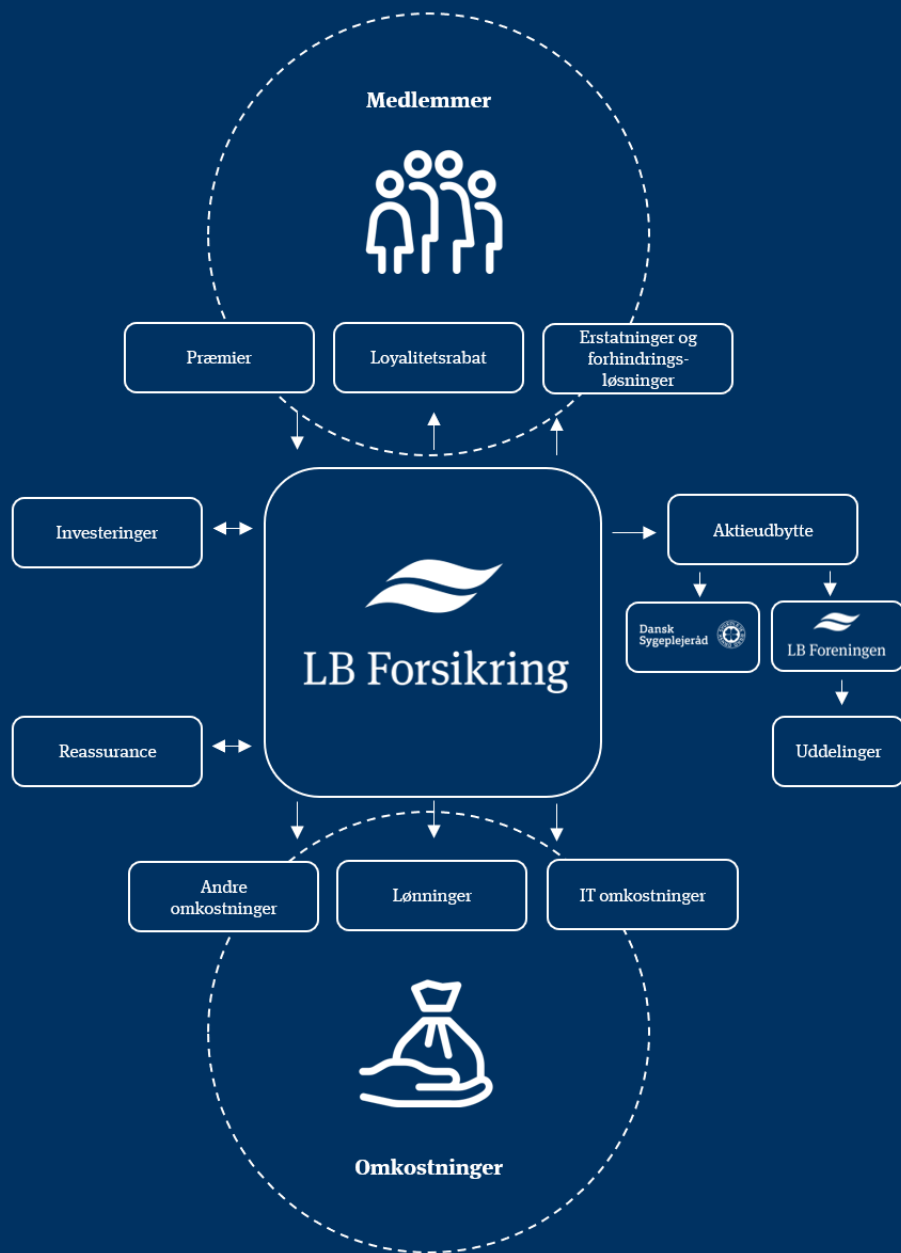 Medlemmer
Præmier
Loyalitetsrabat
Erstatninger og
forhindrings-
løsninger
Investeringer
Aktieudbytte
LB Forsikring
Dansk
Sygeplejeråd
LB Foreningen
Reassurance
Uddelinger
Andre
omkostninger
Lønninger
IT omkostninger
Omkostninger